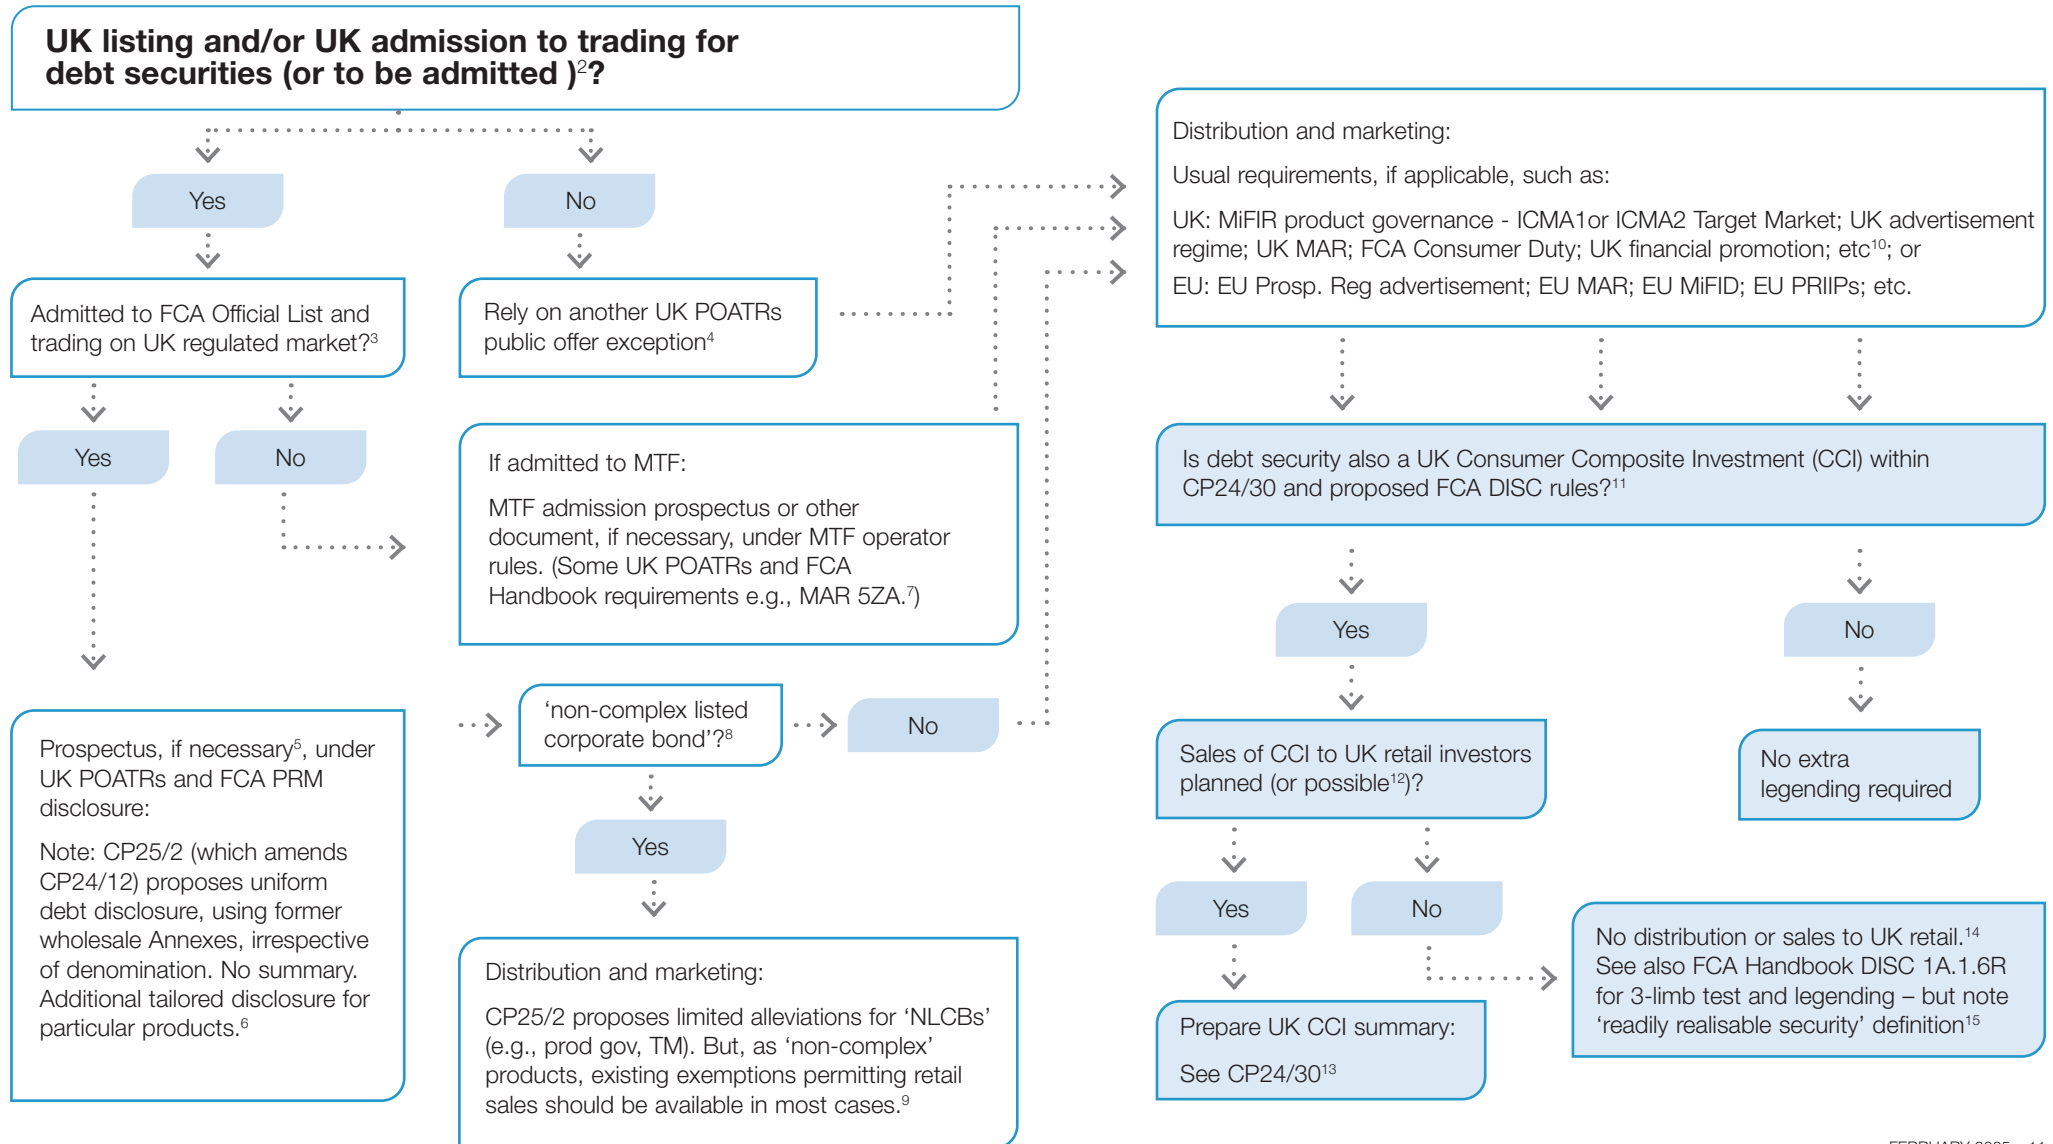 UK listing and/or UK admission to trading for
debt securities (or to be admitted )²?
Yes
No
Admitted to FCA Official List and
trading on UK regulated market?³
Rely on another UK POATRs
public offer exception⁴
Yes
No
If admitted to MTF:
MTF admission prospectus or other
document, if necessary, under MTF operator
rules. (Some UK POATRs and FCA
Handbook requirements e.g., MAR 5ZA.⁷)
Prospectus, if necessary⁵, under
UK POATRs and FCA PRM
disclosure:
Note: CP25/2 (which amends
CP24/12) proposes uniform
debt disclosure, using former
wholesale Annexes, irrespective
of denomination. No summary.
Additional tailored disclosure for
particular products.⁶
‘non-complex listed
corporate bond’?⁸
No
Yes
Distribution and marketing:
CP25/2 proposes limited alleviations for ‘NLCBs’
(e.g., prod gov, TM). But, as ‘non-complex’
products, existing exemptions permitting retail
sales should be available in most cases.⁹
Distribution and marketing:
Usual requirements, if applicable, such as:
UK: MiFIR product governance - ICMA1or ICMA2 Target Market; UK advertisement
regime; UK MAR; FCA Consumer Duty; UK financial promotion; etc¹⁰; or
EU: EU Prosp. Reg advertisement; EU MAR; EU MiFID; EU PRIIPs; etc.
Is debt security also a UK Consumer Composite Investment (CCI) within
CP24/30 and proposed FCA DISC rules?¹¹
Yes
No
Sales of CCI to UK retail investors
planned (or possible¹²)?
No extra
legending required
Yes
No
Prepare UK CCI summary:
See CP24/30¹³
No distribution or sales to UK retail.¹⁴
See also FCA Handbook DISC 1A.1.6R
for 3-limb test and legending – but note
‘readily realisable security’ definition¹⁵